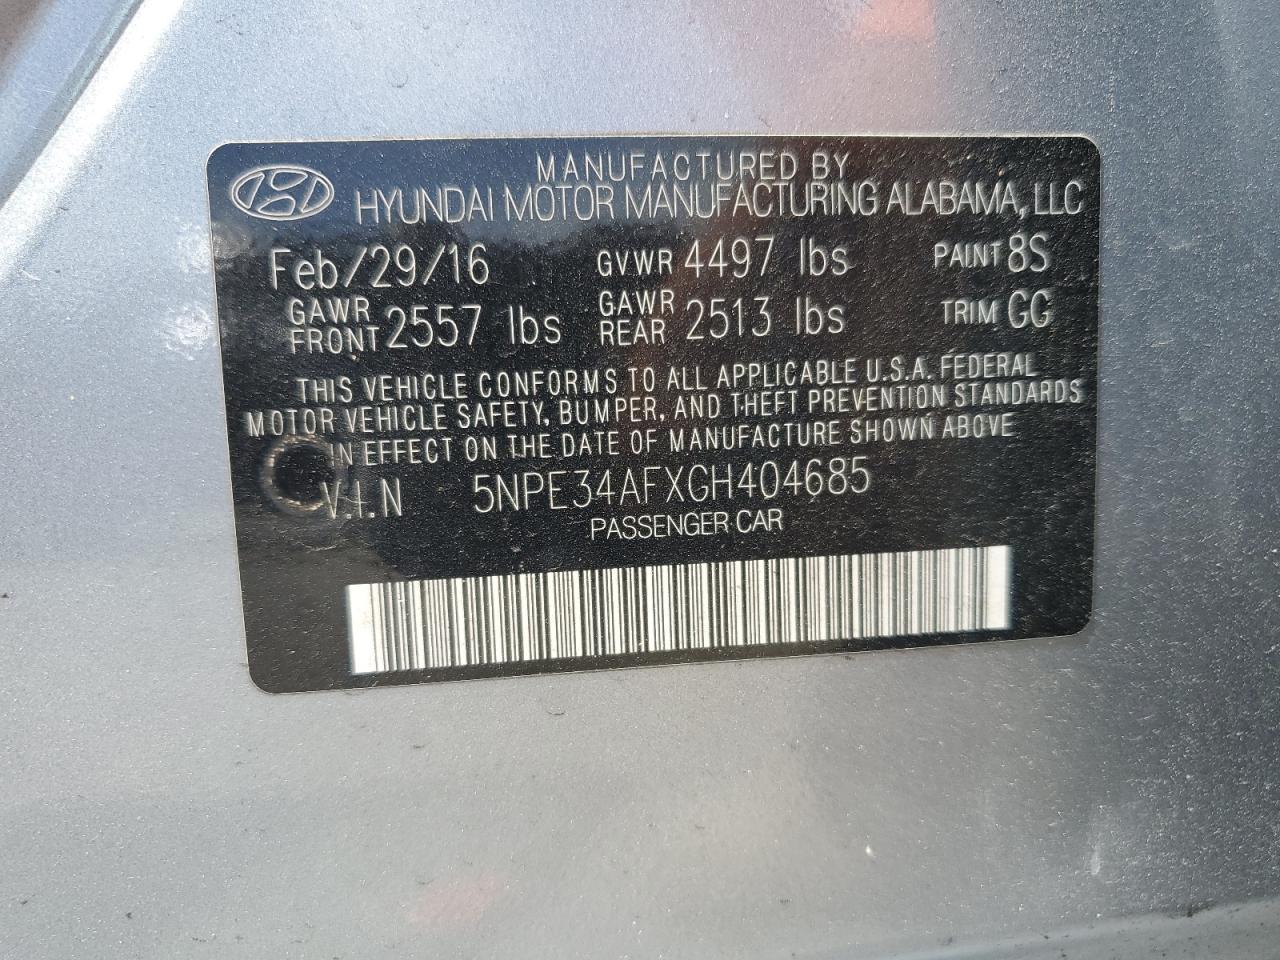 MANUFACTURED BY
HYUNDAI MOTOR MANUFACTURING ALABAMA, LLC
Feb/29/16 GVWR 4497 lbs PAINT 8S
GAWR FRONT 2557 lbs GAWR REAR 2513 lbs TRIM GG
THIS VEHICLE CONFORMS TO ALL APPLICABLE U.S.A. FEDERAL
MOTOR VEHICLE SAFETY, BUMPER, AND THEFT PREVENTION STANDARDS
IN EFFECT ON THE DATE OF MANUFACTURE SHOWN ABOVE
V.I.N 5NPE34AFXGH404685
PASSENGER CAR